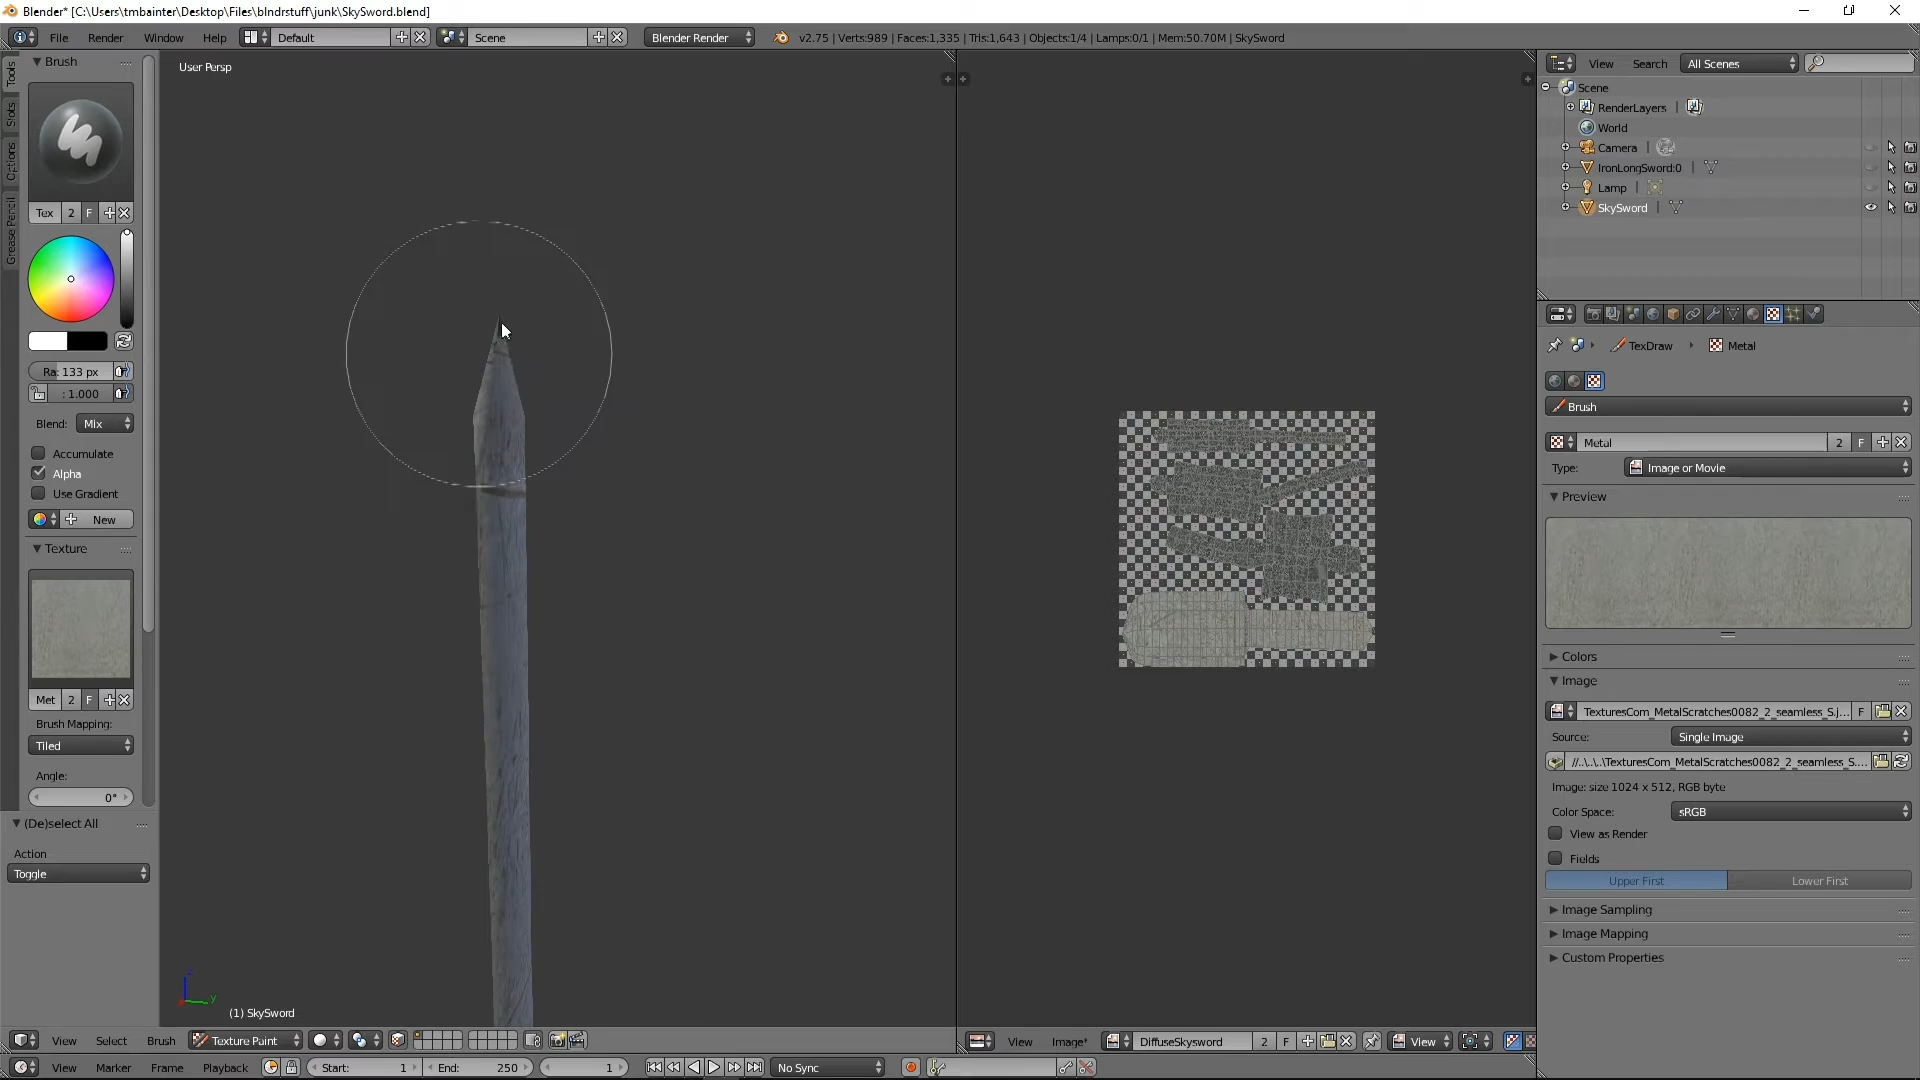 Blender* [C:\Users\tmbainter\Desktop\Files\blndrstuff\junk\SkySword.blend]
File Render Window Help Default Scene Blender Render v2.75 | Verts:989 | Faces:1,335 | Tris:1,643 | Objects:1/4 | Lamps:0/1 | Mem:50.70M | SkySword
Tools
Slots
Options
Grease Pencil
Brush
Tex 2 F
Ra: 133 px
: 1.000
Blend: Mix
Accumulate
Alpha
Use Gradient
New
Texture
Met 2 F
Brush Mapping:
Tiled
Angle:
0°
(De)select All
Action
Toggle
User Persp
z
y
(1) SkySword
View Select Brush Texture Paint
View Image* DiffuseSkysword 2 F View
View Marker Frame Playback Start: 1 End: 250 1 No Sync
View Search All Scenes
Scene
RenderLayers
World
Camera
IronLongSword:0
Lamp
SkySword
TexDraw Metal
Brush
Metal 2 F
Type: Image or Movie
Preview
Colors
Image
TexturesCom_MetalScratches0082_2_seamless_S.j... F
Source: Single Image
//..\..\..\TexturesCom_MetalScratches0082_2_seamless_S....
Image: size 1024 x 512, RGB byte
Color Space: sRGB
View as Render
Fields
Upper First Lower First
Image Sampling
Image Mapping
Custom Properties